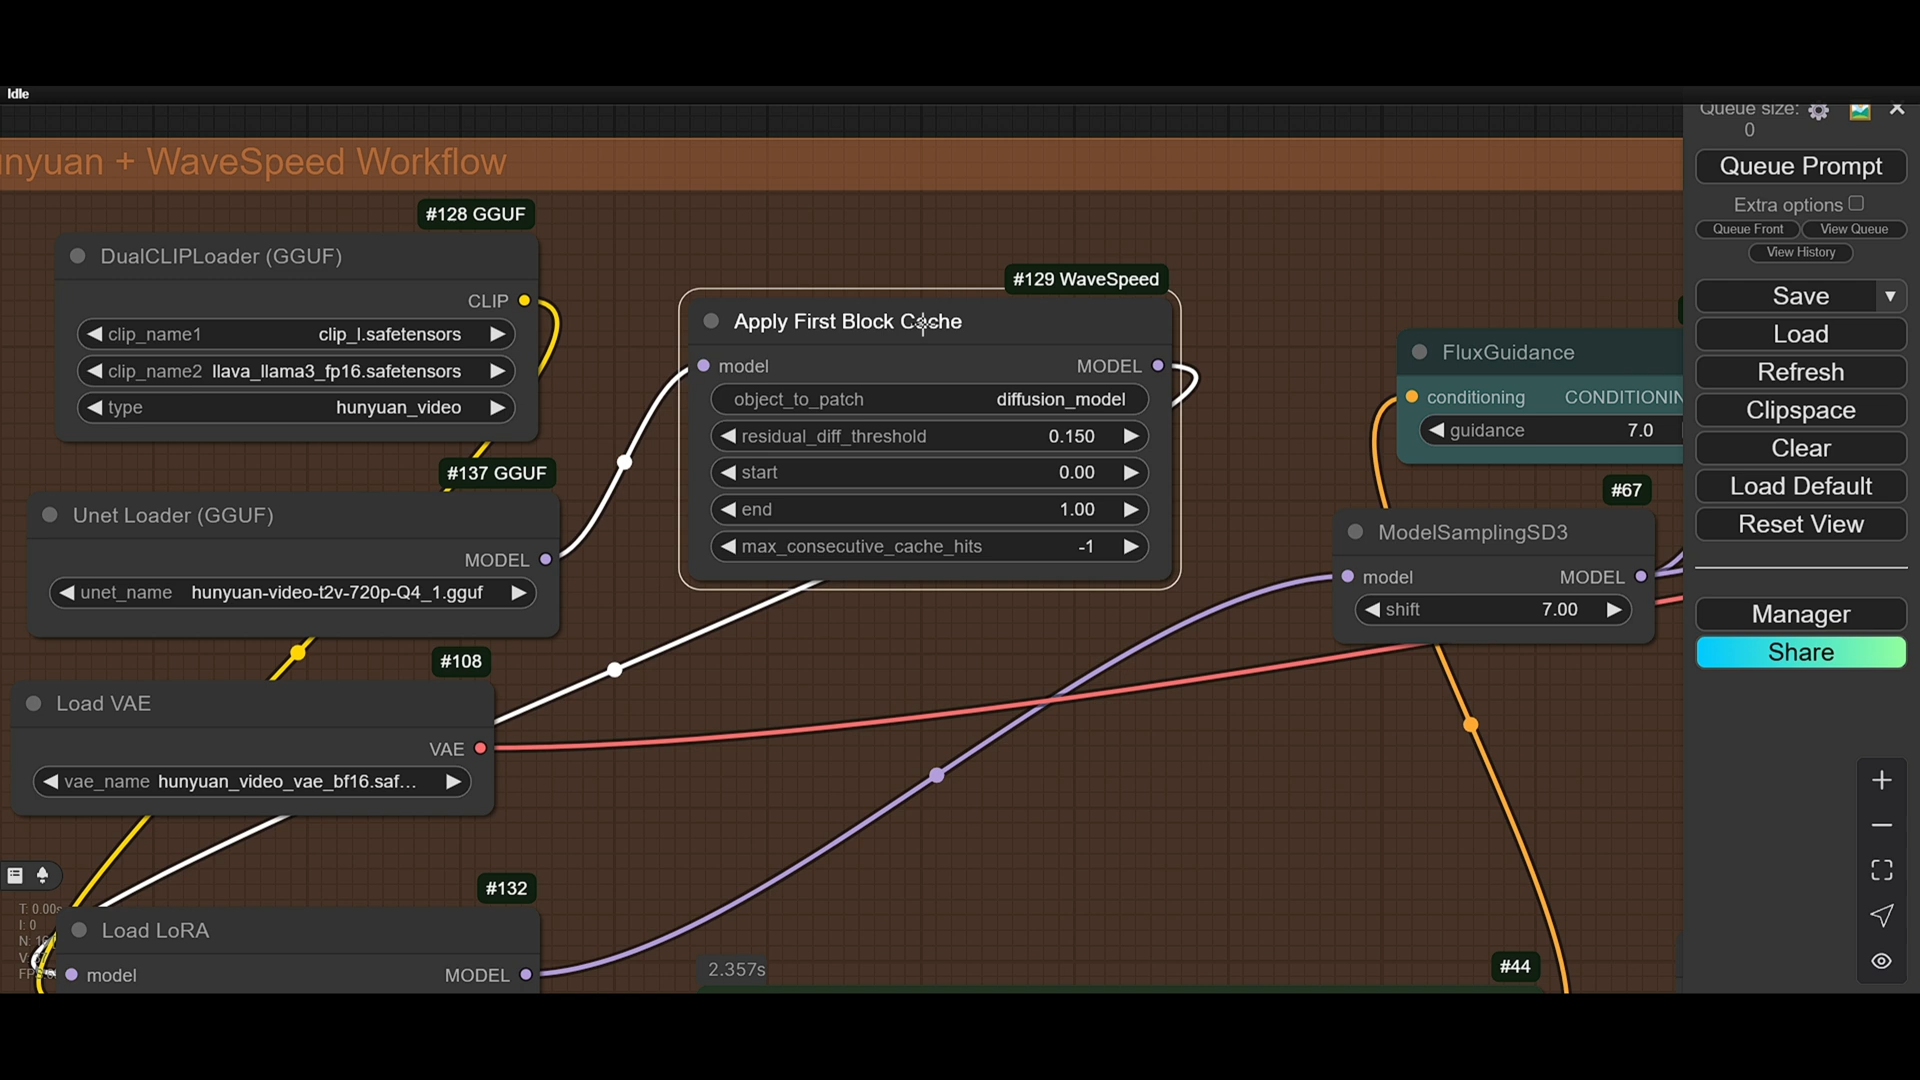 Idle
Queue size:
0
nyuan + WaveSpeed Workflow
Queue Prompt
Extra options
Queue Front
View Queue
View History
Save
Load
Refresh
Clipspace
Clear
Load Default
Reset View
Manager
Share
#128 GGUF
DualCLIPLoader (GGUF)
CLIP
clip_name1 clip_l.safetensors
clip_name2 llava_llama3_fp16.safetensors
type hunyuan_video
#137 GGUF
Unet Loader (GGUF)
MODEL
unet_name hunyuan-video-t2v-720p-Q4_1.gguf
#108
Load VAE
VAE
vae_name hunyuan_video_vae_bf16.saf...
#132
Load LoRA
model MODEL
T: 0.00s
I: 0
#129 WaveSpeed
Apply First Block Cache
model MODEL
object_to_patch diffusion_model
residual_diff_threshold 0.150
start 0.00
end 1.00
max_consecutive_cache_hits -1
FluxGuidance
conditioning CONDITIONIN
guidance 7.0
#67
ModelSamplingSD3
model MODEL
shift 7.00
2.357s
#44